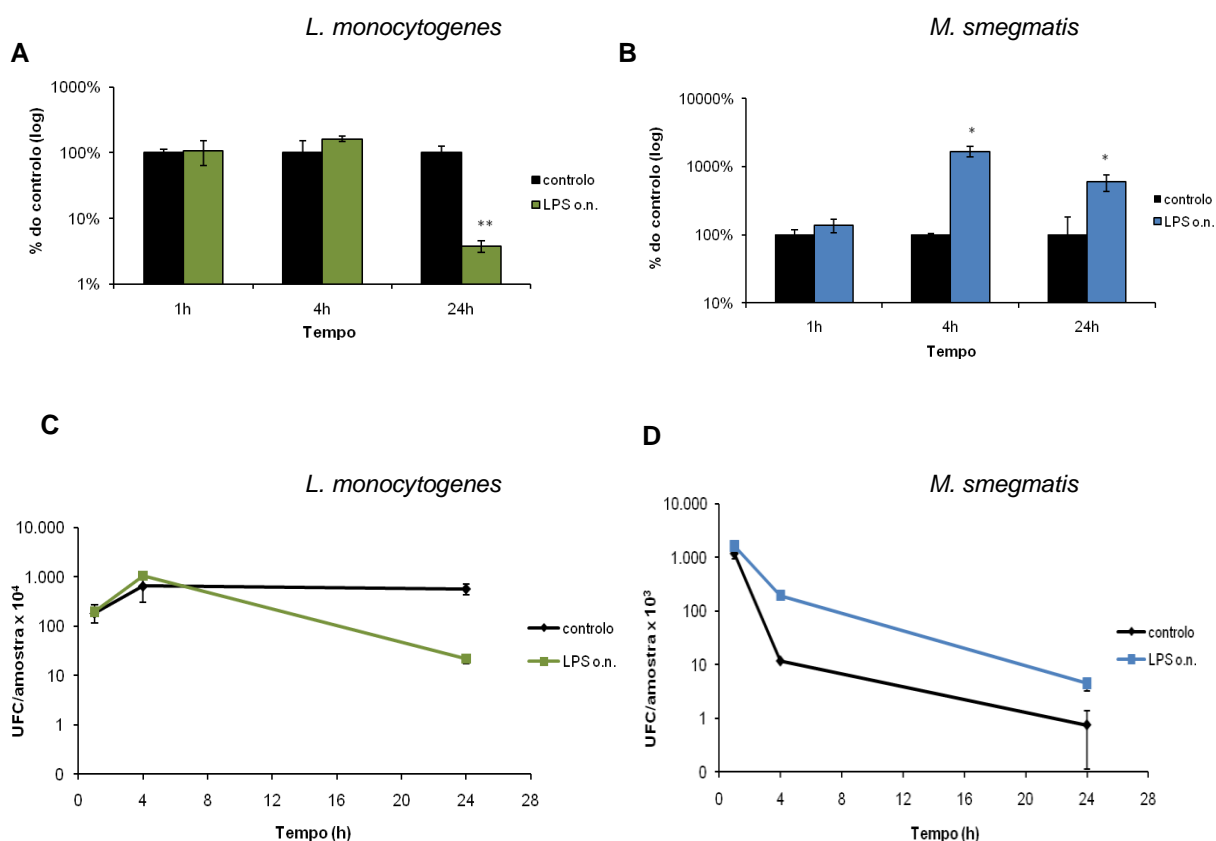 L. monocytogenes
A
% do controlo (log)
1000%
100%
10%
1%
**
1h
4h
24h
Tempo
controlo
LPS o.n.
M. smegmatis
B
% do controlo (log)
10000%
1000%
100%
10%
*
*
1h
4h
24h
Tempo
controlo
LPS o.n.
C
L. monocytogenes
UFC/amostra x 10⁴
10.000
1.000
100
10
1
0
0
4
8
12
16
20
24
28
Tempo (h)
controlo
LPS o.n.
D
M. smegmatis
UFC/amostra x 10³
10.000
1.000
100
10
1
0
0
4
8
12
16
20
24
28
Tempo (h)
controlo
LPS o.n.